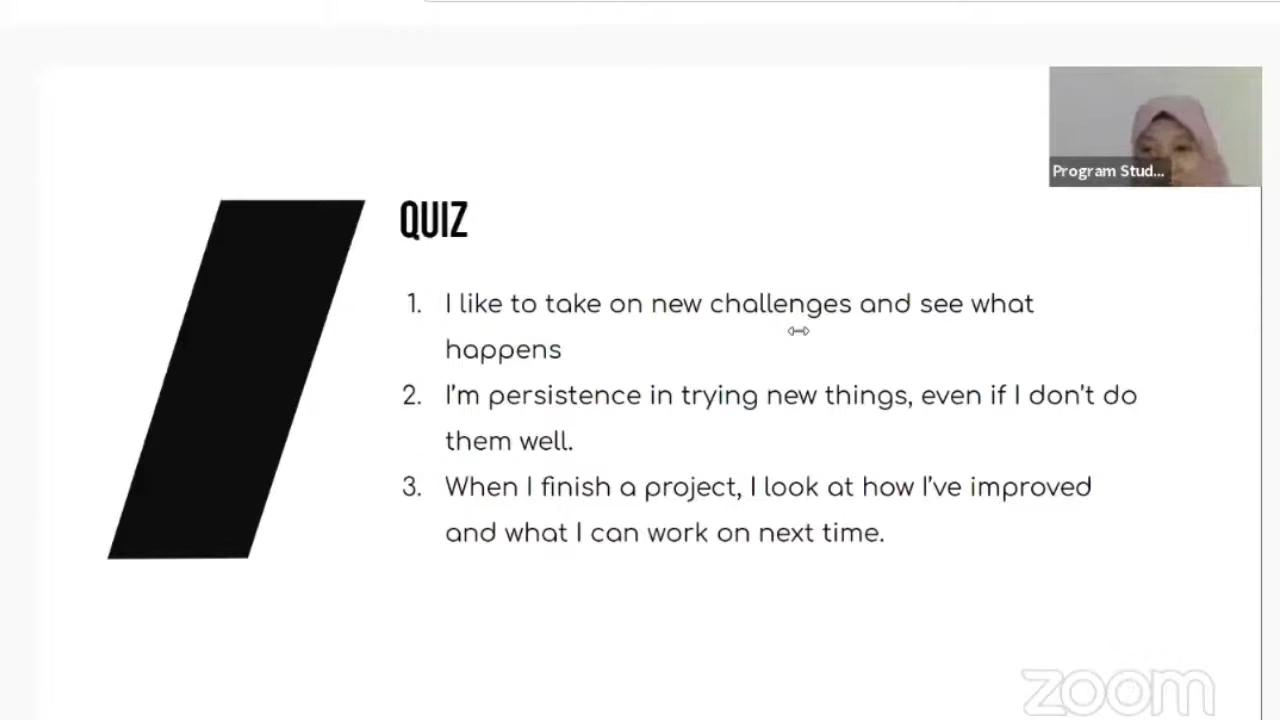 Program Stud...
QUIZ
1. I like to take on new challenges and see what
happens
2. I'm persistence in trying new things, even if I don't do
them well.
3. When I finish a project, I look at how I've improved
and what I can work on next time.
zoom